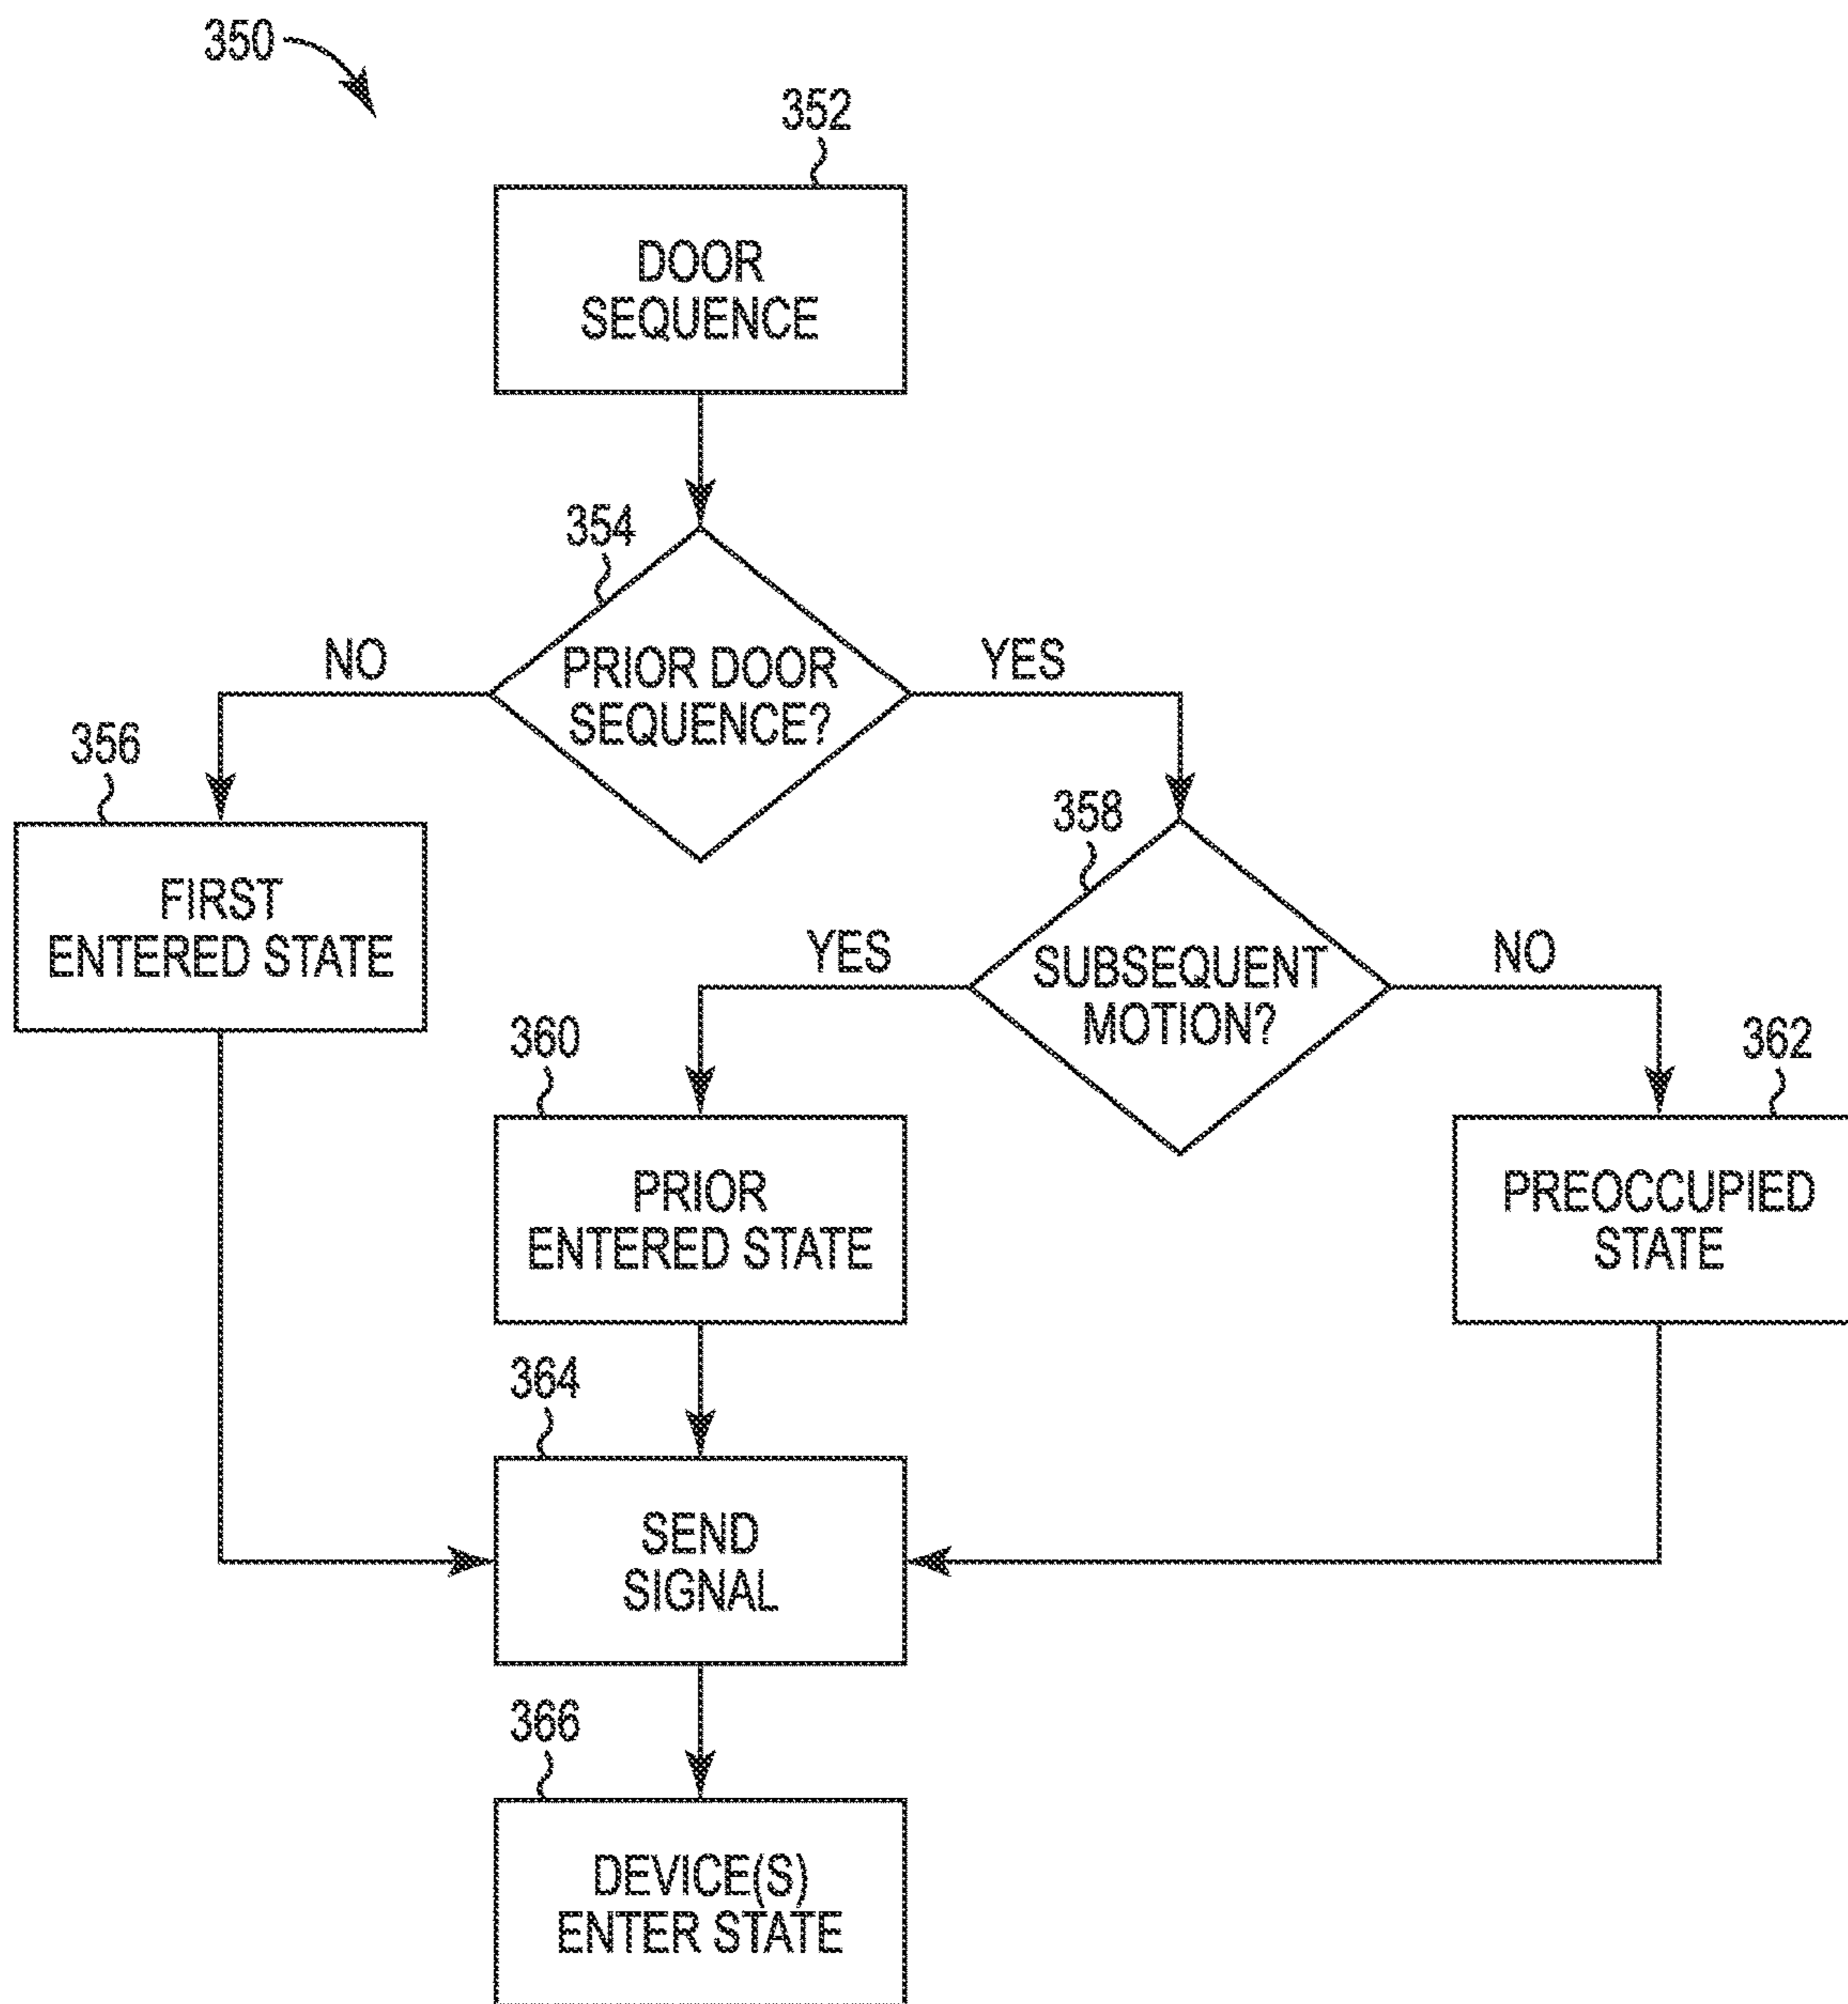 350
352
DOOR
SEQUENCE
354
NO
PRIOR DOOR
SEQUENCE?
YES
356
FIRST
ENTERED STATE
358
YES
SUBSEQUENT
MOTION?
NO
360
PRIOR
ENTERED STATE
362
PREOCCUPIED
STATE
364
SEND
SIGNAL
366
DEVICE(S)
ENTER STATE